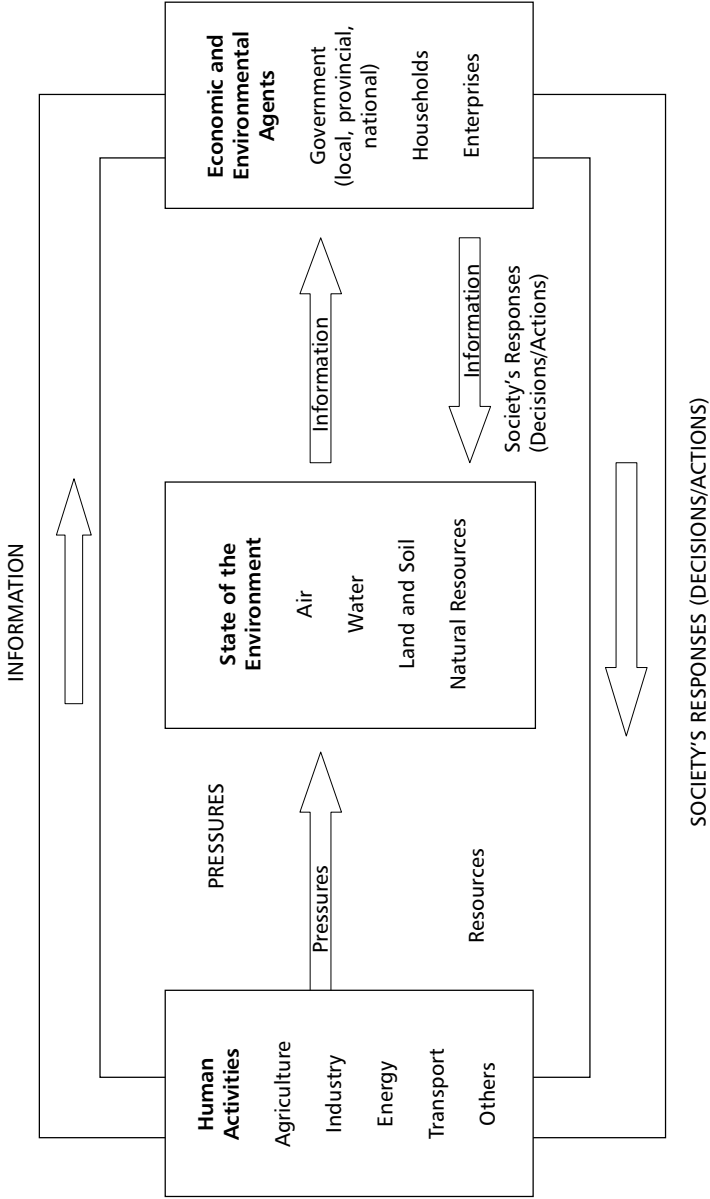 INFORMATION
Human
Activities
Agriculture
Industry
Energy
Transport
Others
PRESSURES
Pressures
Resources
State of the
Environment
Air
Water
Land and Soil
Natural Resources
Information
Information
Society's Responses
(Decisions/Actions)
Economic and
Environmental
Agents
Government
(local, provincial,
national)
Households
Enterprises
SOCIETY'S RESPONSES (DECISIONS/ACTIONS)